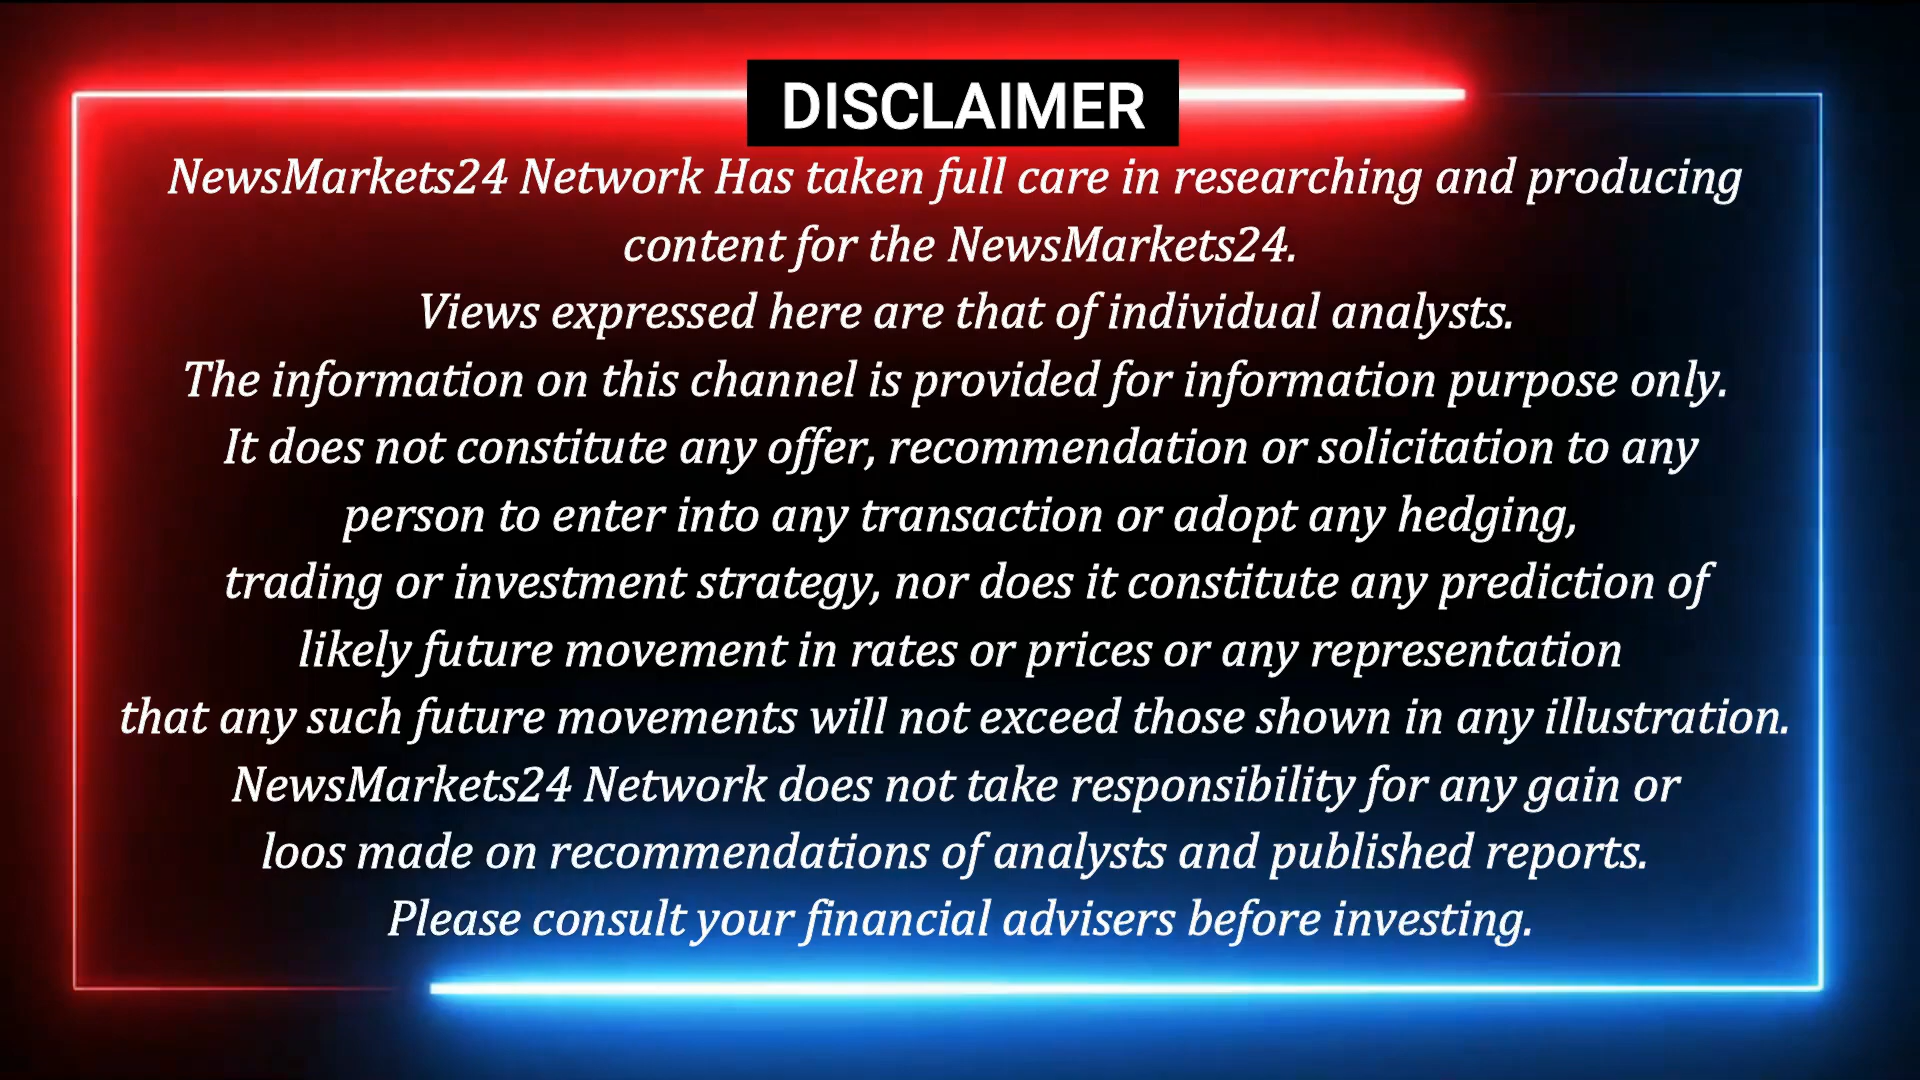 DISCLAIMER
NewsMarkets24 Network Has taken full care in researching and producing
content for the NewsMarkets24.
Views expressed here are that of individual analysts.
The information on this channel is provided for information purpose only.
It does not constitute any offer, recommendation or solicitation to any
person to enter into any transaction or adopt any hedging,
trading or investment strategy, nor does it constitute any prediction of
likely future movement in rates or prices or any representation
that any such future movements will not exceed those shown in any illustration.
NewsMarkets24 Network does not take responsibility for any gain or
loos made on recommendations of analysts and published reports.
Please consult your financial advisers before investing.